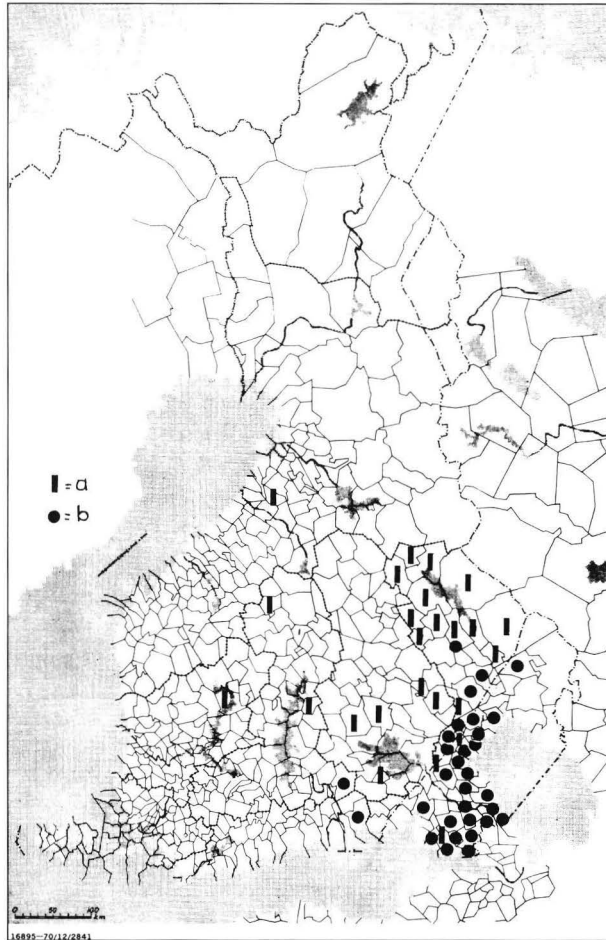 ▮ = a
● = b
0 50 100 km
16895–70/12/2841